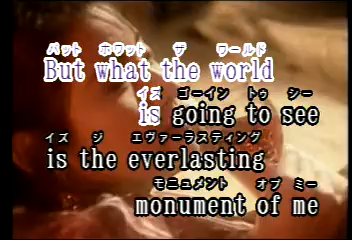 バット ホワット ザ ワールド
But what the world
イズ ゴーイン トゥ シー
is going to see
イズ ジ エヴァーラスティング
is the everlasting
モニュメント オブ ミー
monument of me